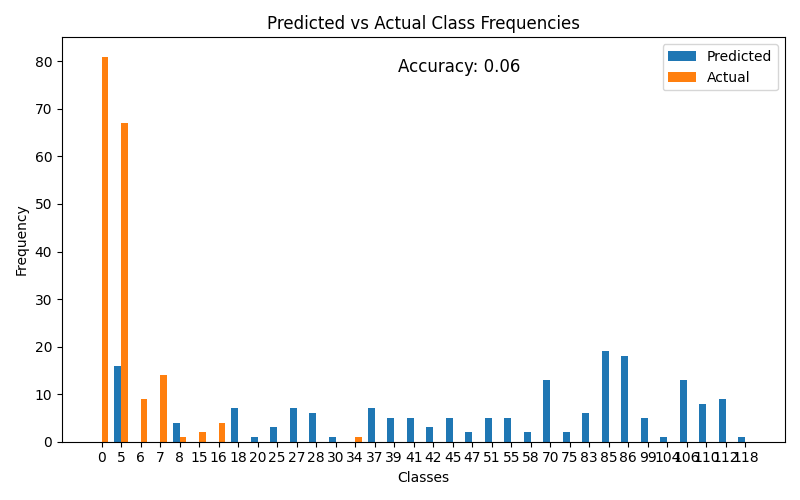 Predicted vs Actual Class Frequencies
Accuracy: 0.06
Predicted
Actual
Frequency
80
70
60
50
40
30
20
10
0
0 5 6 7 8 15 16 18 20 25 27 28 30 34 37 39 41 42 45 47 51 55 58 70 75 83 85 86 99 104 106 110 112 118
Classes